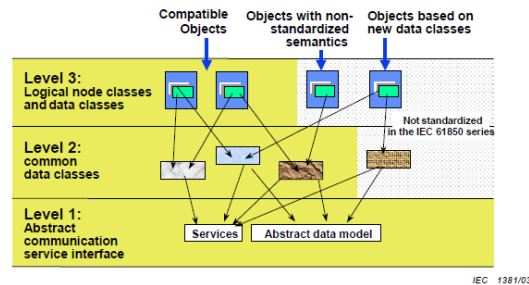 Compatible
Objects
Objects with non-
standardized
semantics
Objects based on
new data classes
Level 3:
Logical node classes
and data classes
Not standardized
in the IEC 61850 series
Level 2:
common
data classes
Level 1:
Abstract
communication
service interface
Services
Abstract data model
IEC 1381/03